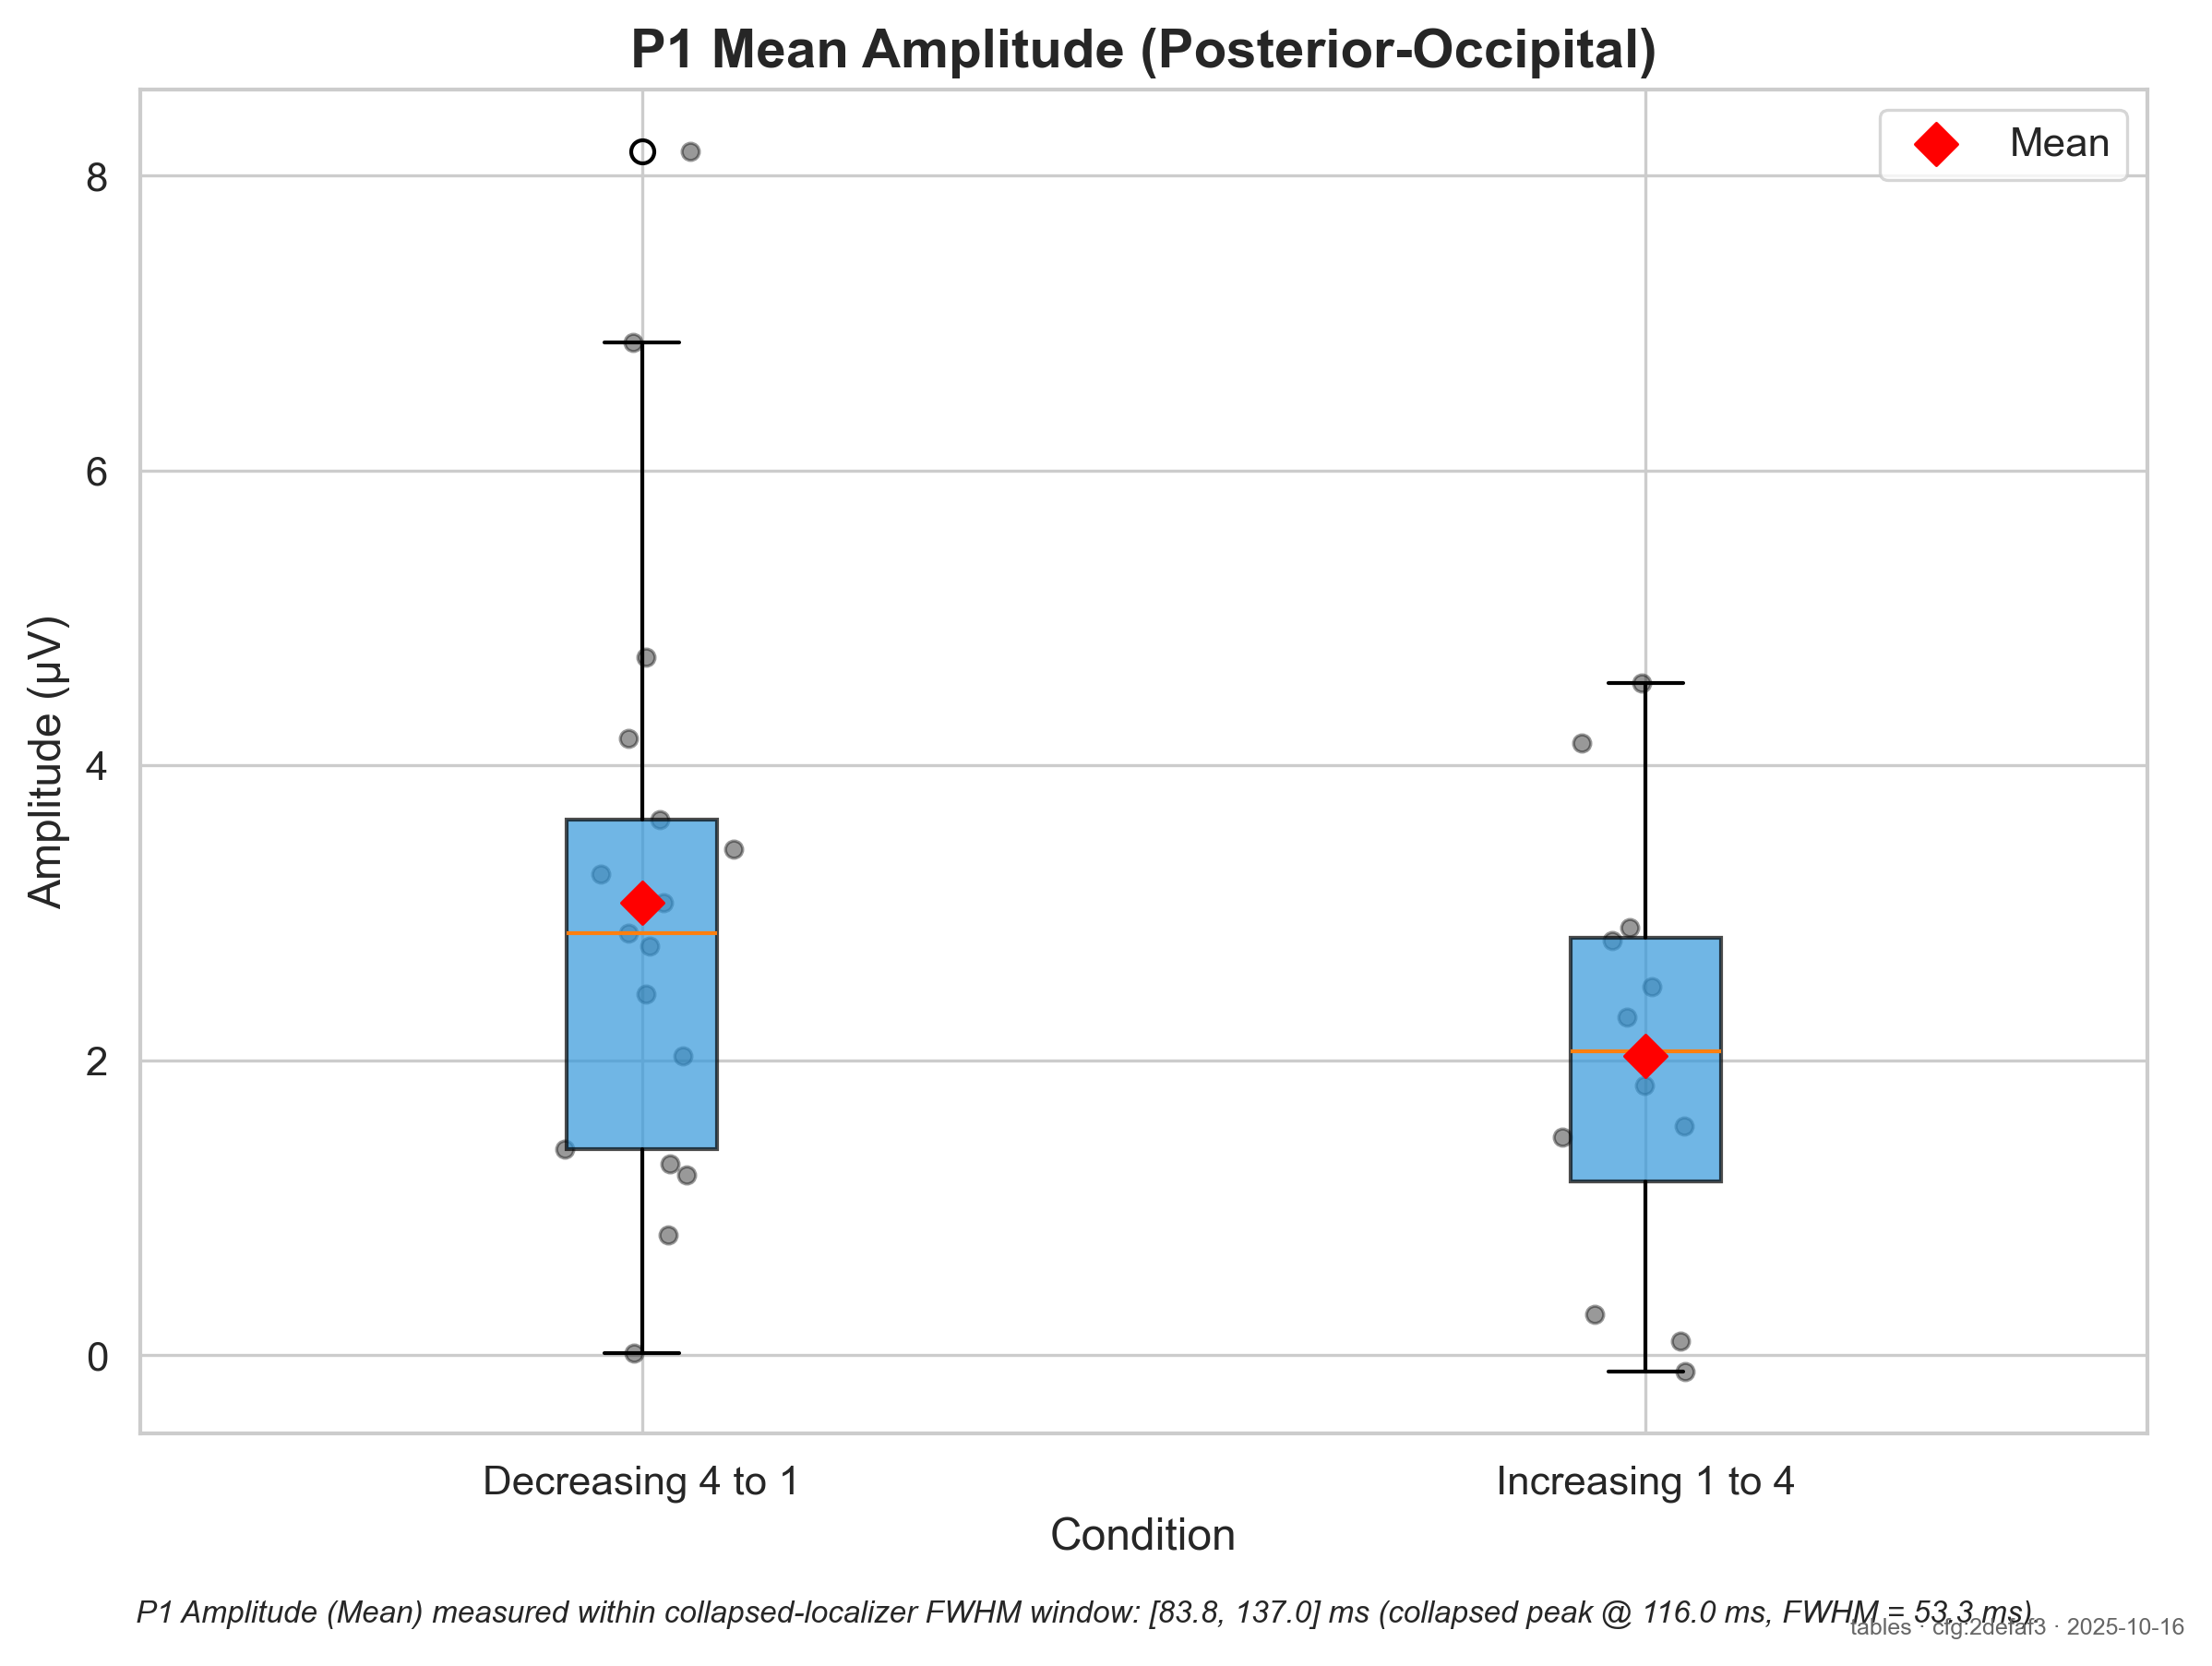 P1 Mean Amplitude (Posterior-Occipital)
Mean
8
6
4
2
0
Amplitude (µV)
Decreasing 4 to 1
Increasing 1 to 4
Condition
P1 Amplitude (Mean) measured within collapsed-localizer FWHM window: [83.8, 137.0] ms (collapsed peak @ 116.0 ms, FWHM = 53.3 ms)
tables · cfg:2defaf3 · 2025-10-16